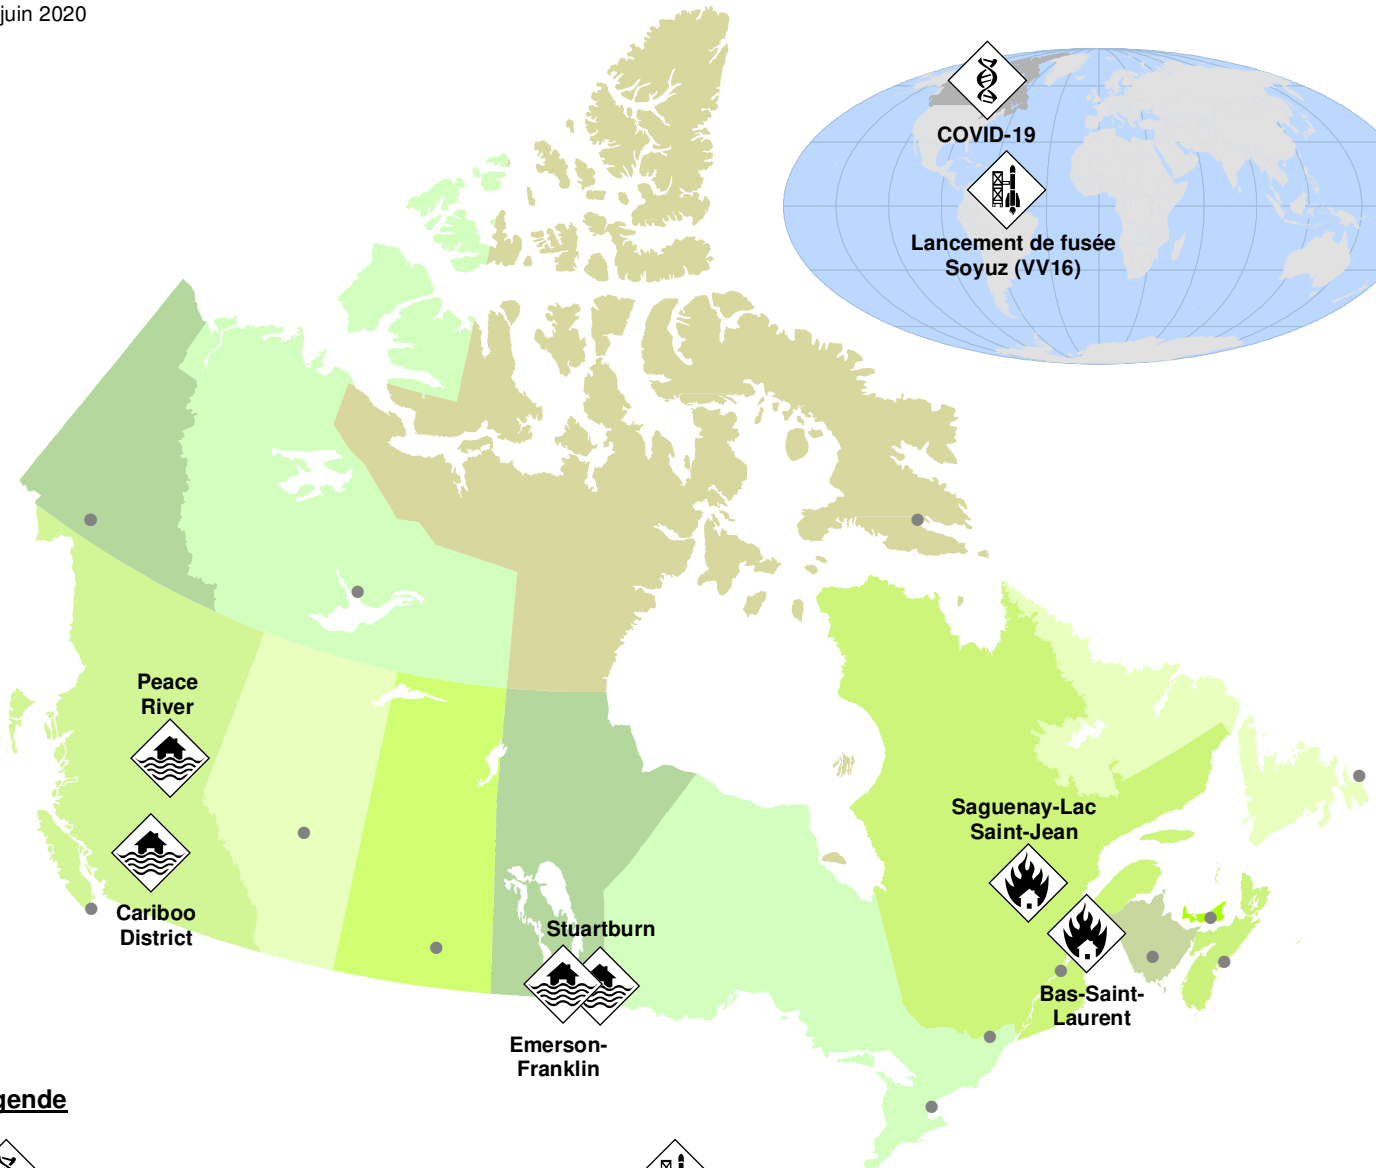 juin 2020
COVID-19
Lancement de fusée
Soyuz (VV16)
Peace
River
Cariboo
District
Stuartburn
Emerson-
Franklin
Saguenay-Lac
Saint-Jean
Bas-Saint-
Laurent
gende